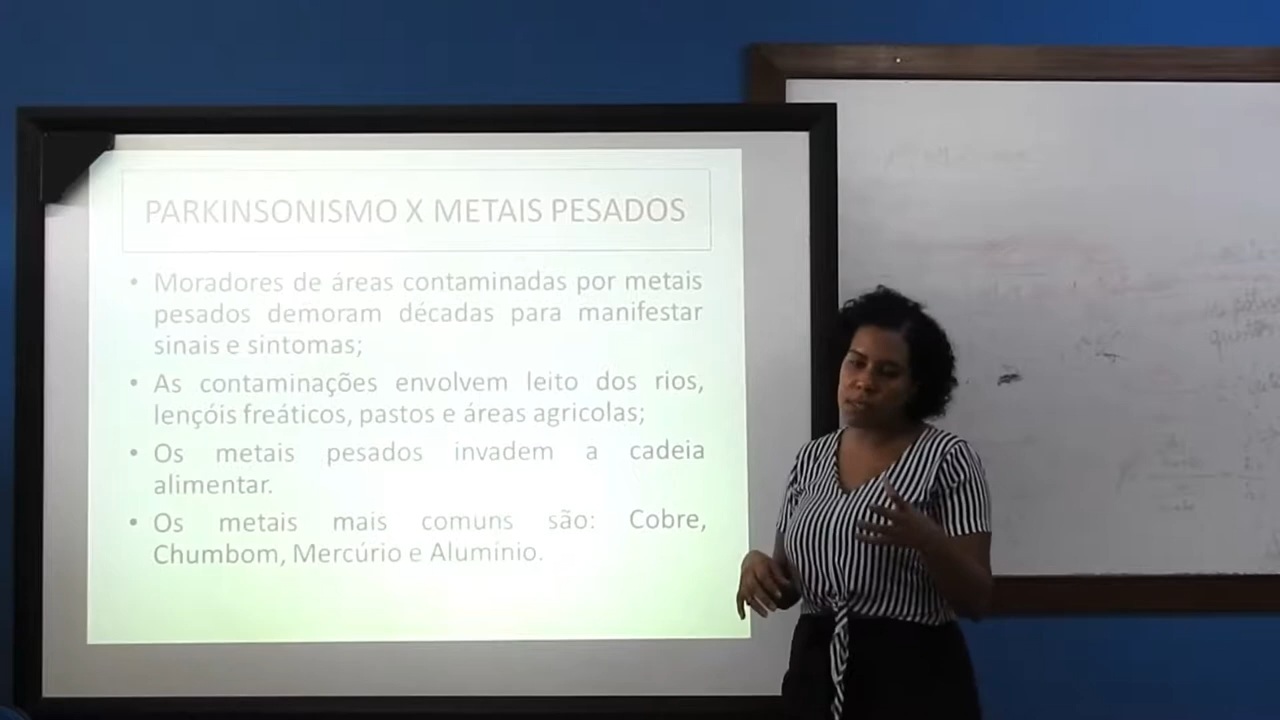 PARKINSONISMO X METAIS PESADOS
• Moradores de áreas contaminadas por metais
pesados demoram décadas para manifestar
sinais e sintomas;
• As contaminações envolvem leito dos rios,
lençóis freáticos, pastos e áreas agricolas;
• Os metais pesados invadem a cadeia
alimentar.
• Os metais mais comuns são: Cobre,
Chumbom, Mercúrio e Alumínio.